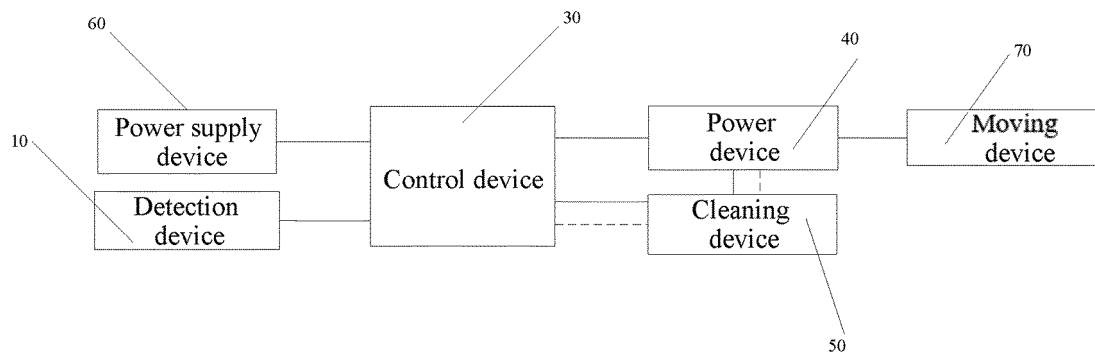 60
30
40
70
Power supply
device
10
Detection
device
Control device
Power
device
Moving
device
Cleaning
device
50